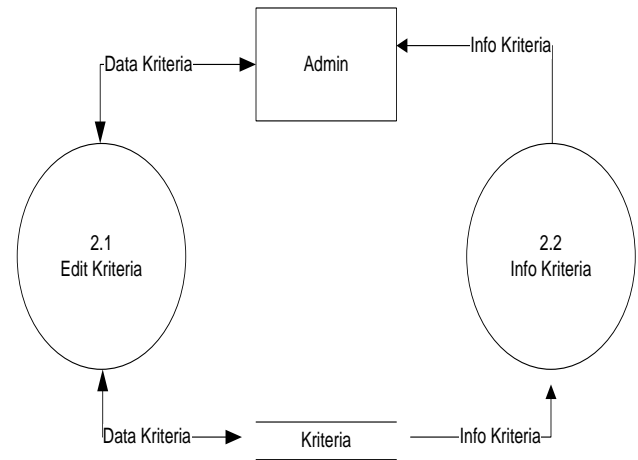 Data Kriteria
Admin
Info Kriteria
2.1
Edit Kriteria
2.2
Info Kriteria
Data Kriteria
Kriteria
Info Kriteria